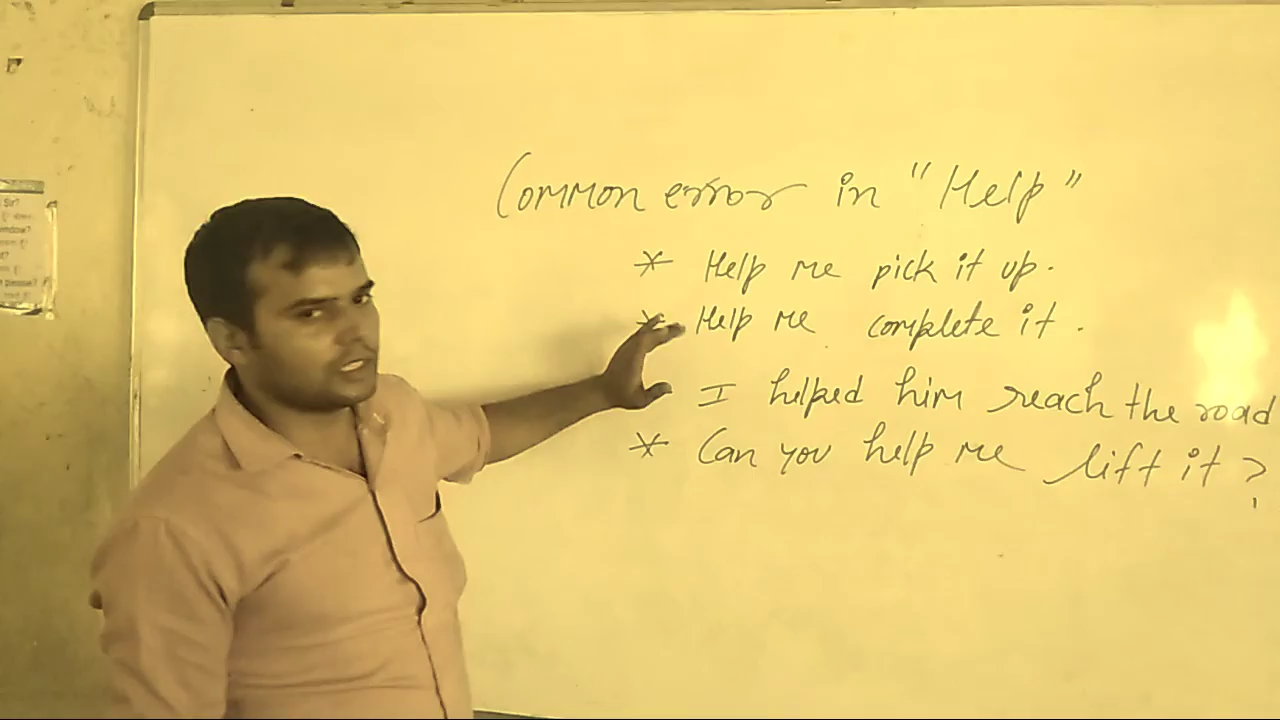 Common error in "Help"
* Help me pick it up.
* Help me complete it.
I helped him reach the road
* Can you help me lift it?
Sir?